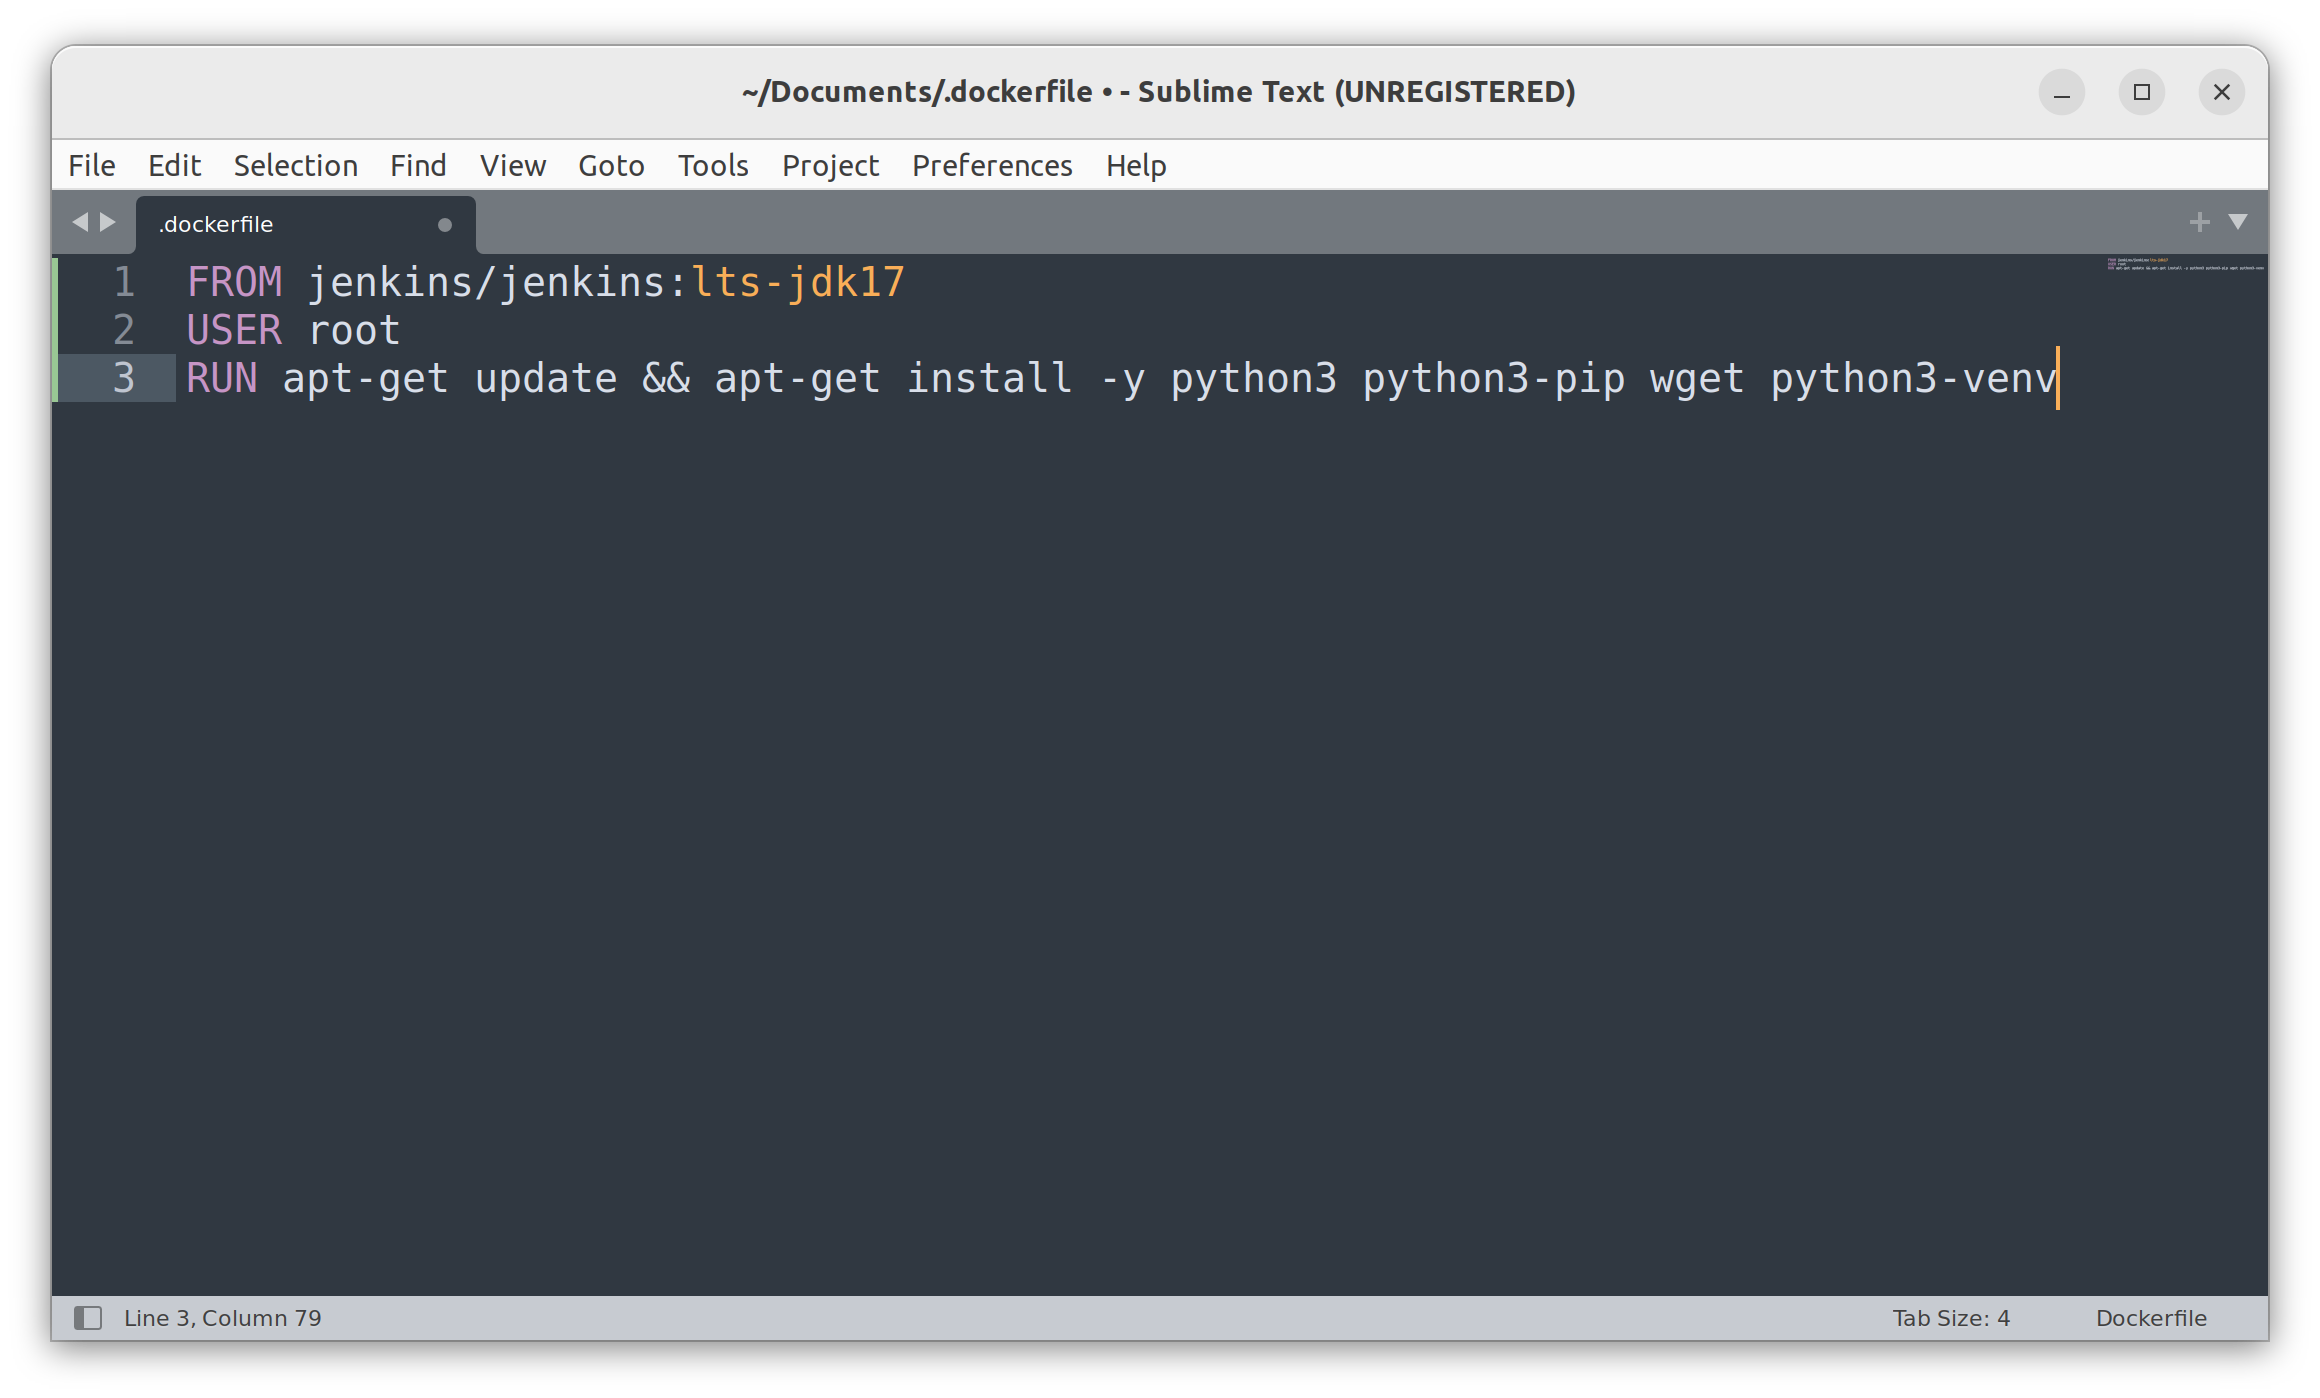 ~/Documents/.dockerfile • - Sublime Text (UNREGISTERED)
File Edit Selection Find View Goto Tools Project Preferences Help
.dockerfile
1 FROM jenkins/jenkins:lts-jdk17
2 USER root
3 RUN apt-get update && apt-get install -y python3 python3-pip wget python3-venv
Line 3, Column 79 Tab Size: 4 Dockerfile